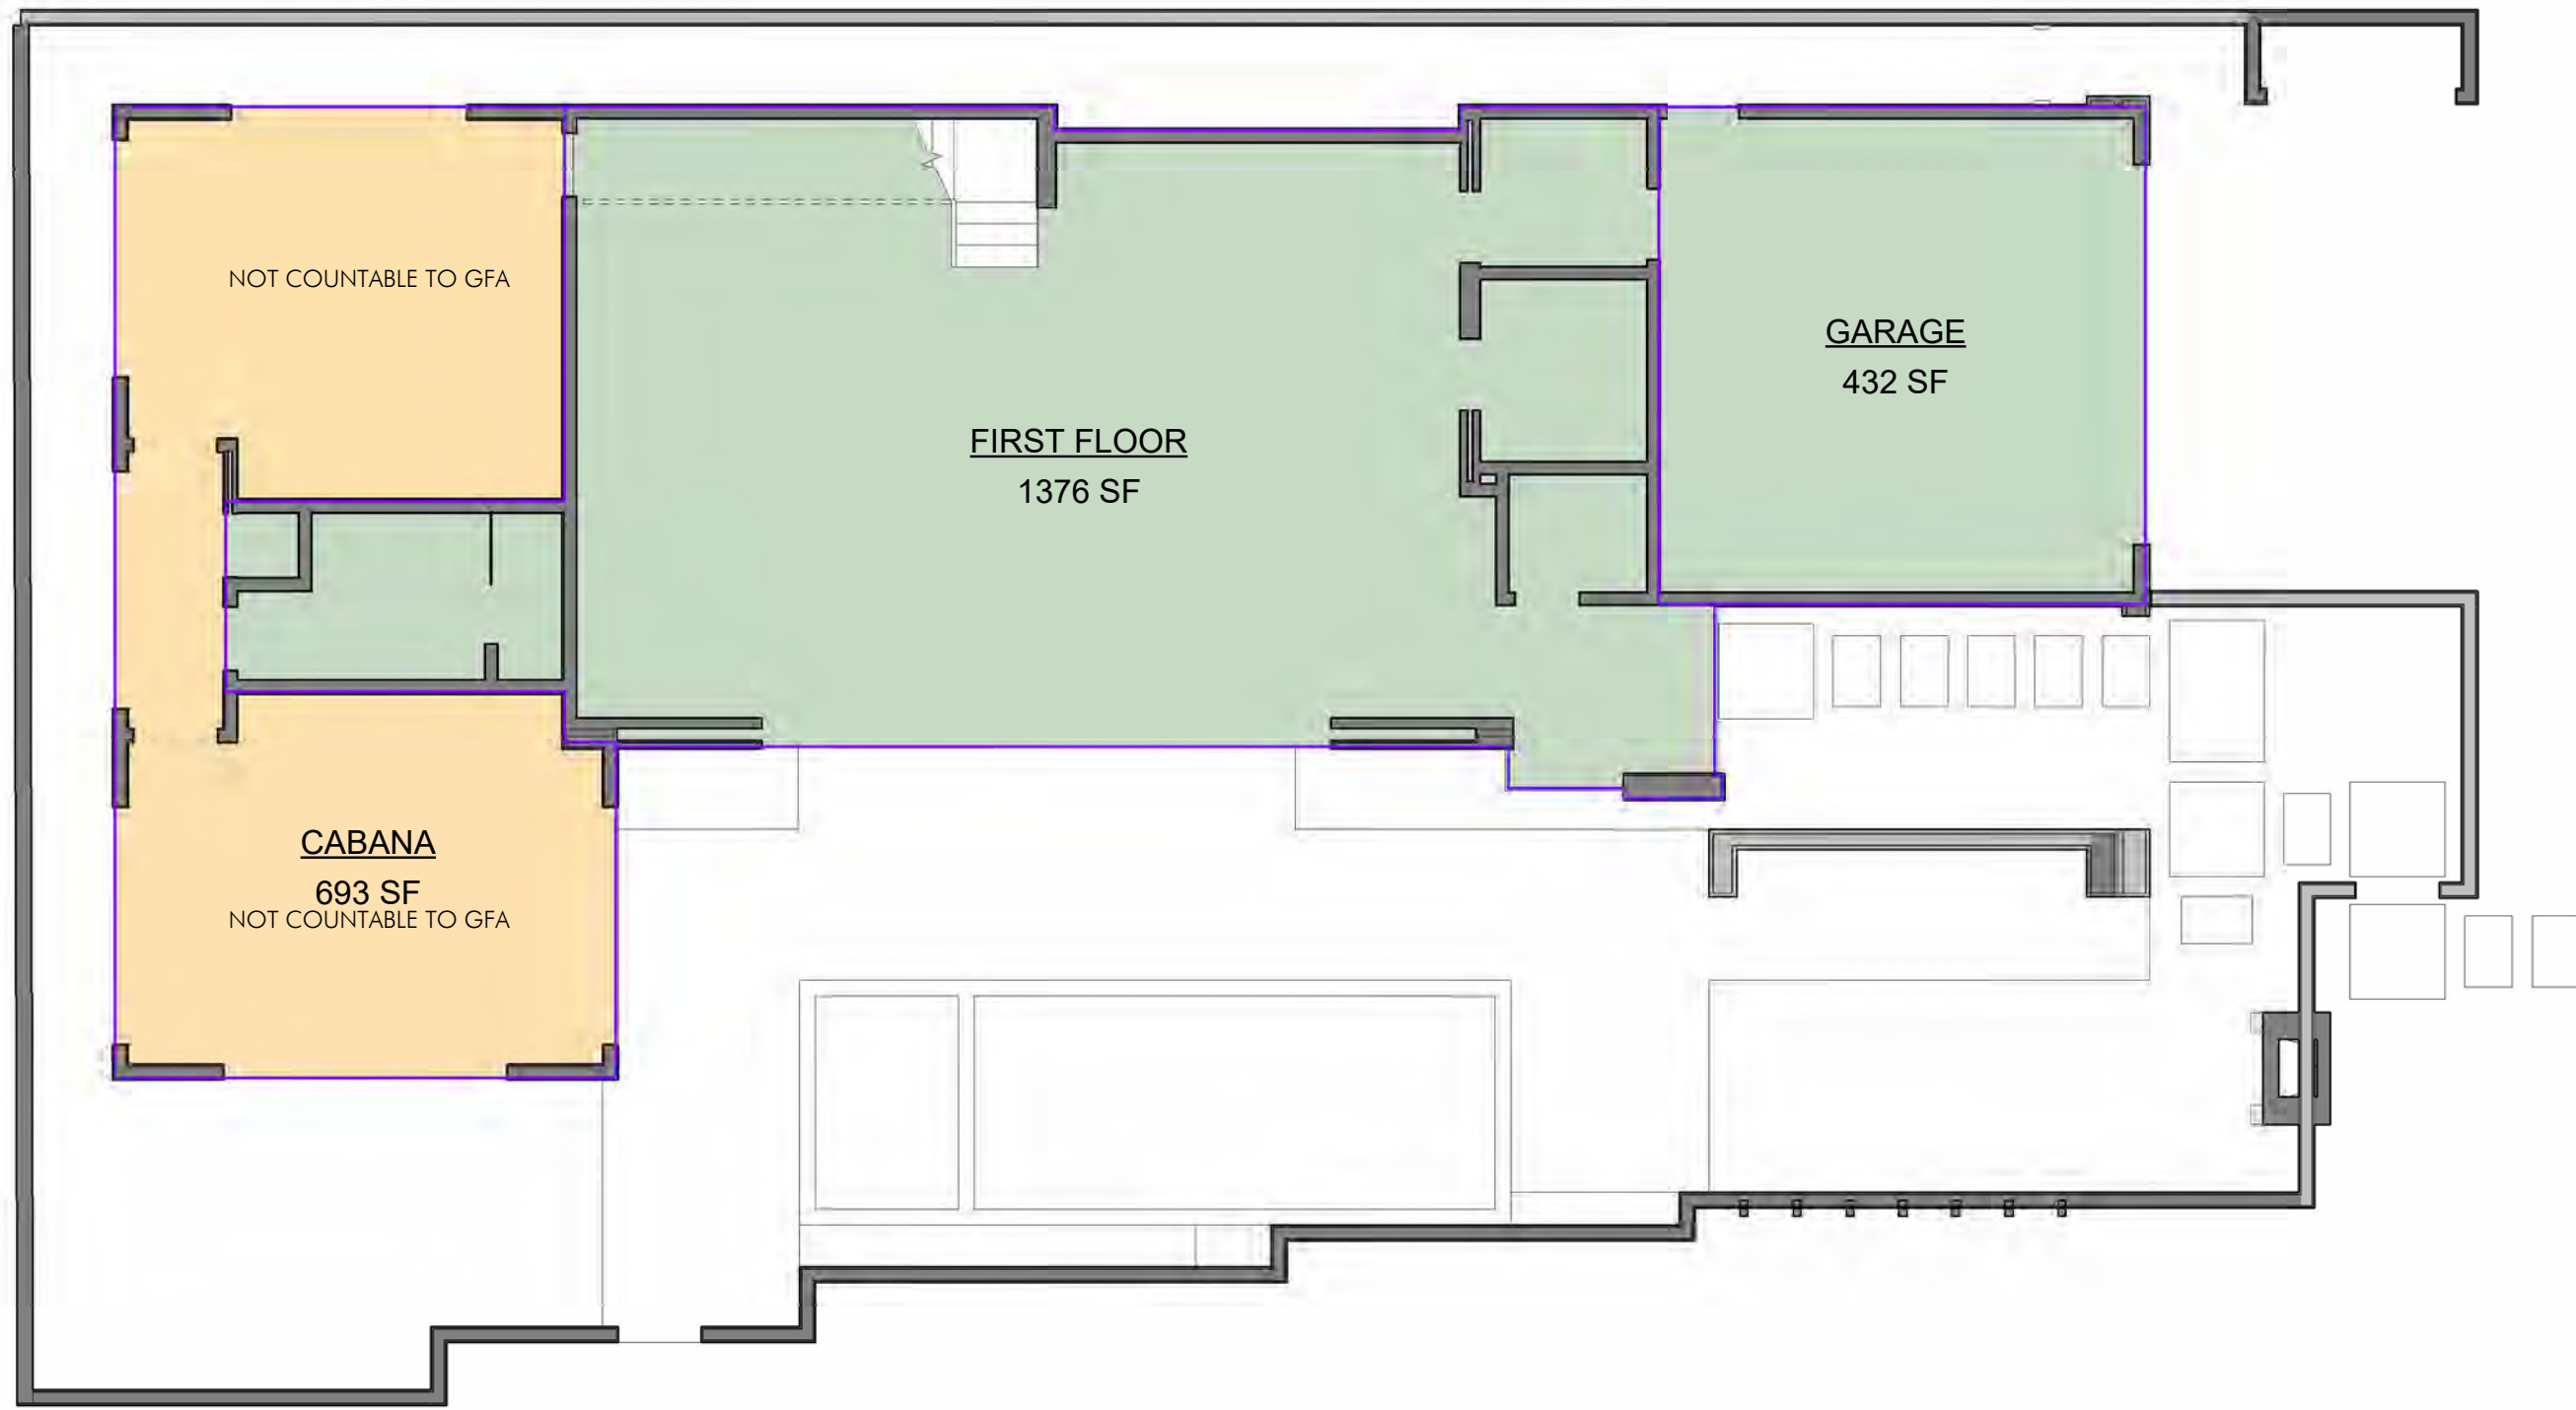 NOT COUNTABLE TO GFA
GARAGE
432 SF
FIRST FLOOR
1376 SF
CABANA
693 SF
NOT COUNTABLE TO GFA